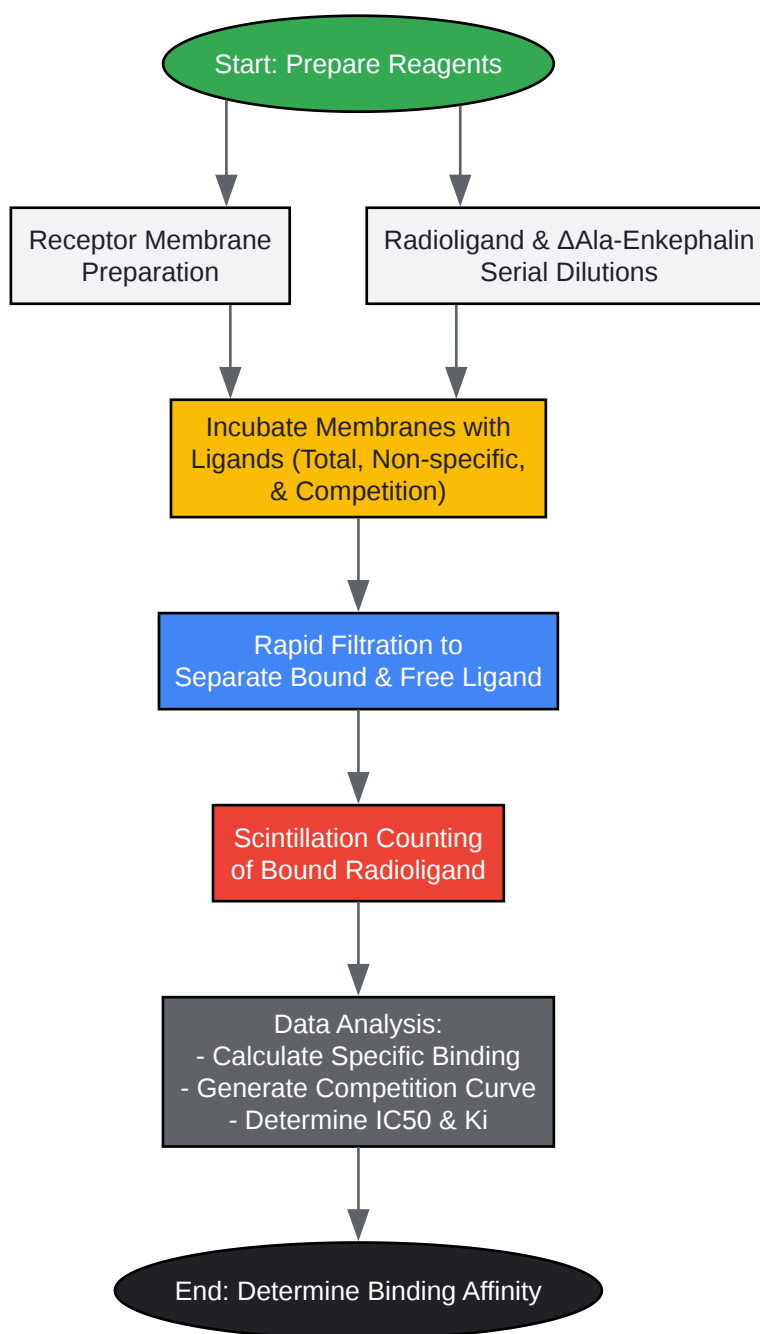 Start: Prepare Reagents
Receptor Membrane
Preparation
Radioligand & ΔAla-Enkephalin
Serial Dilutions
Incubate Membranes with
Ligands (Total, Non-specific,
& Competition)
Rapid Filtration to
Separate Bound & Free Ligand
Scintillation Counting
of Bound Radioligand
Data Analysis:
- Calculate Specific Binding
- Generate Competition Curve
- Determine IC50 & Ki
End: Determine Binding Affinity